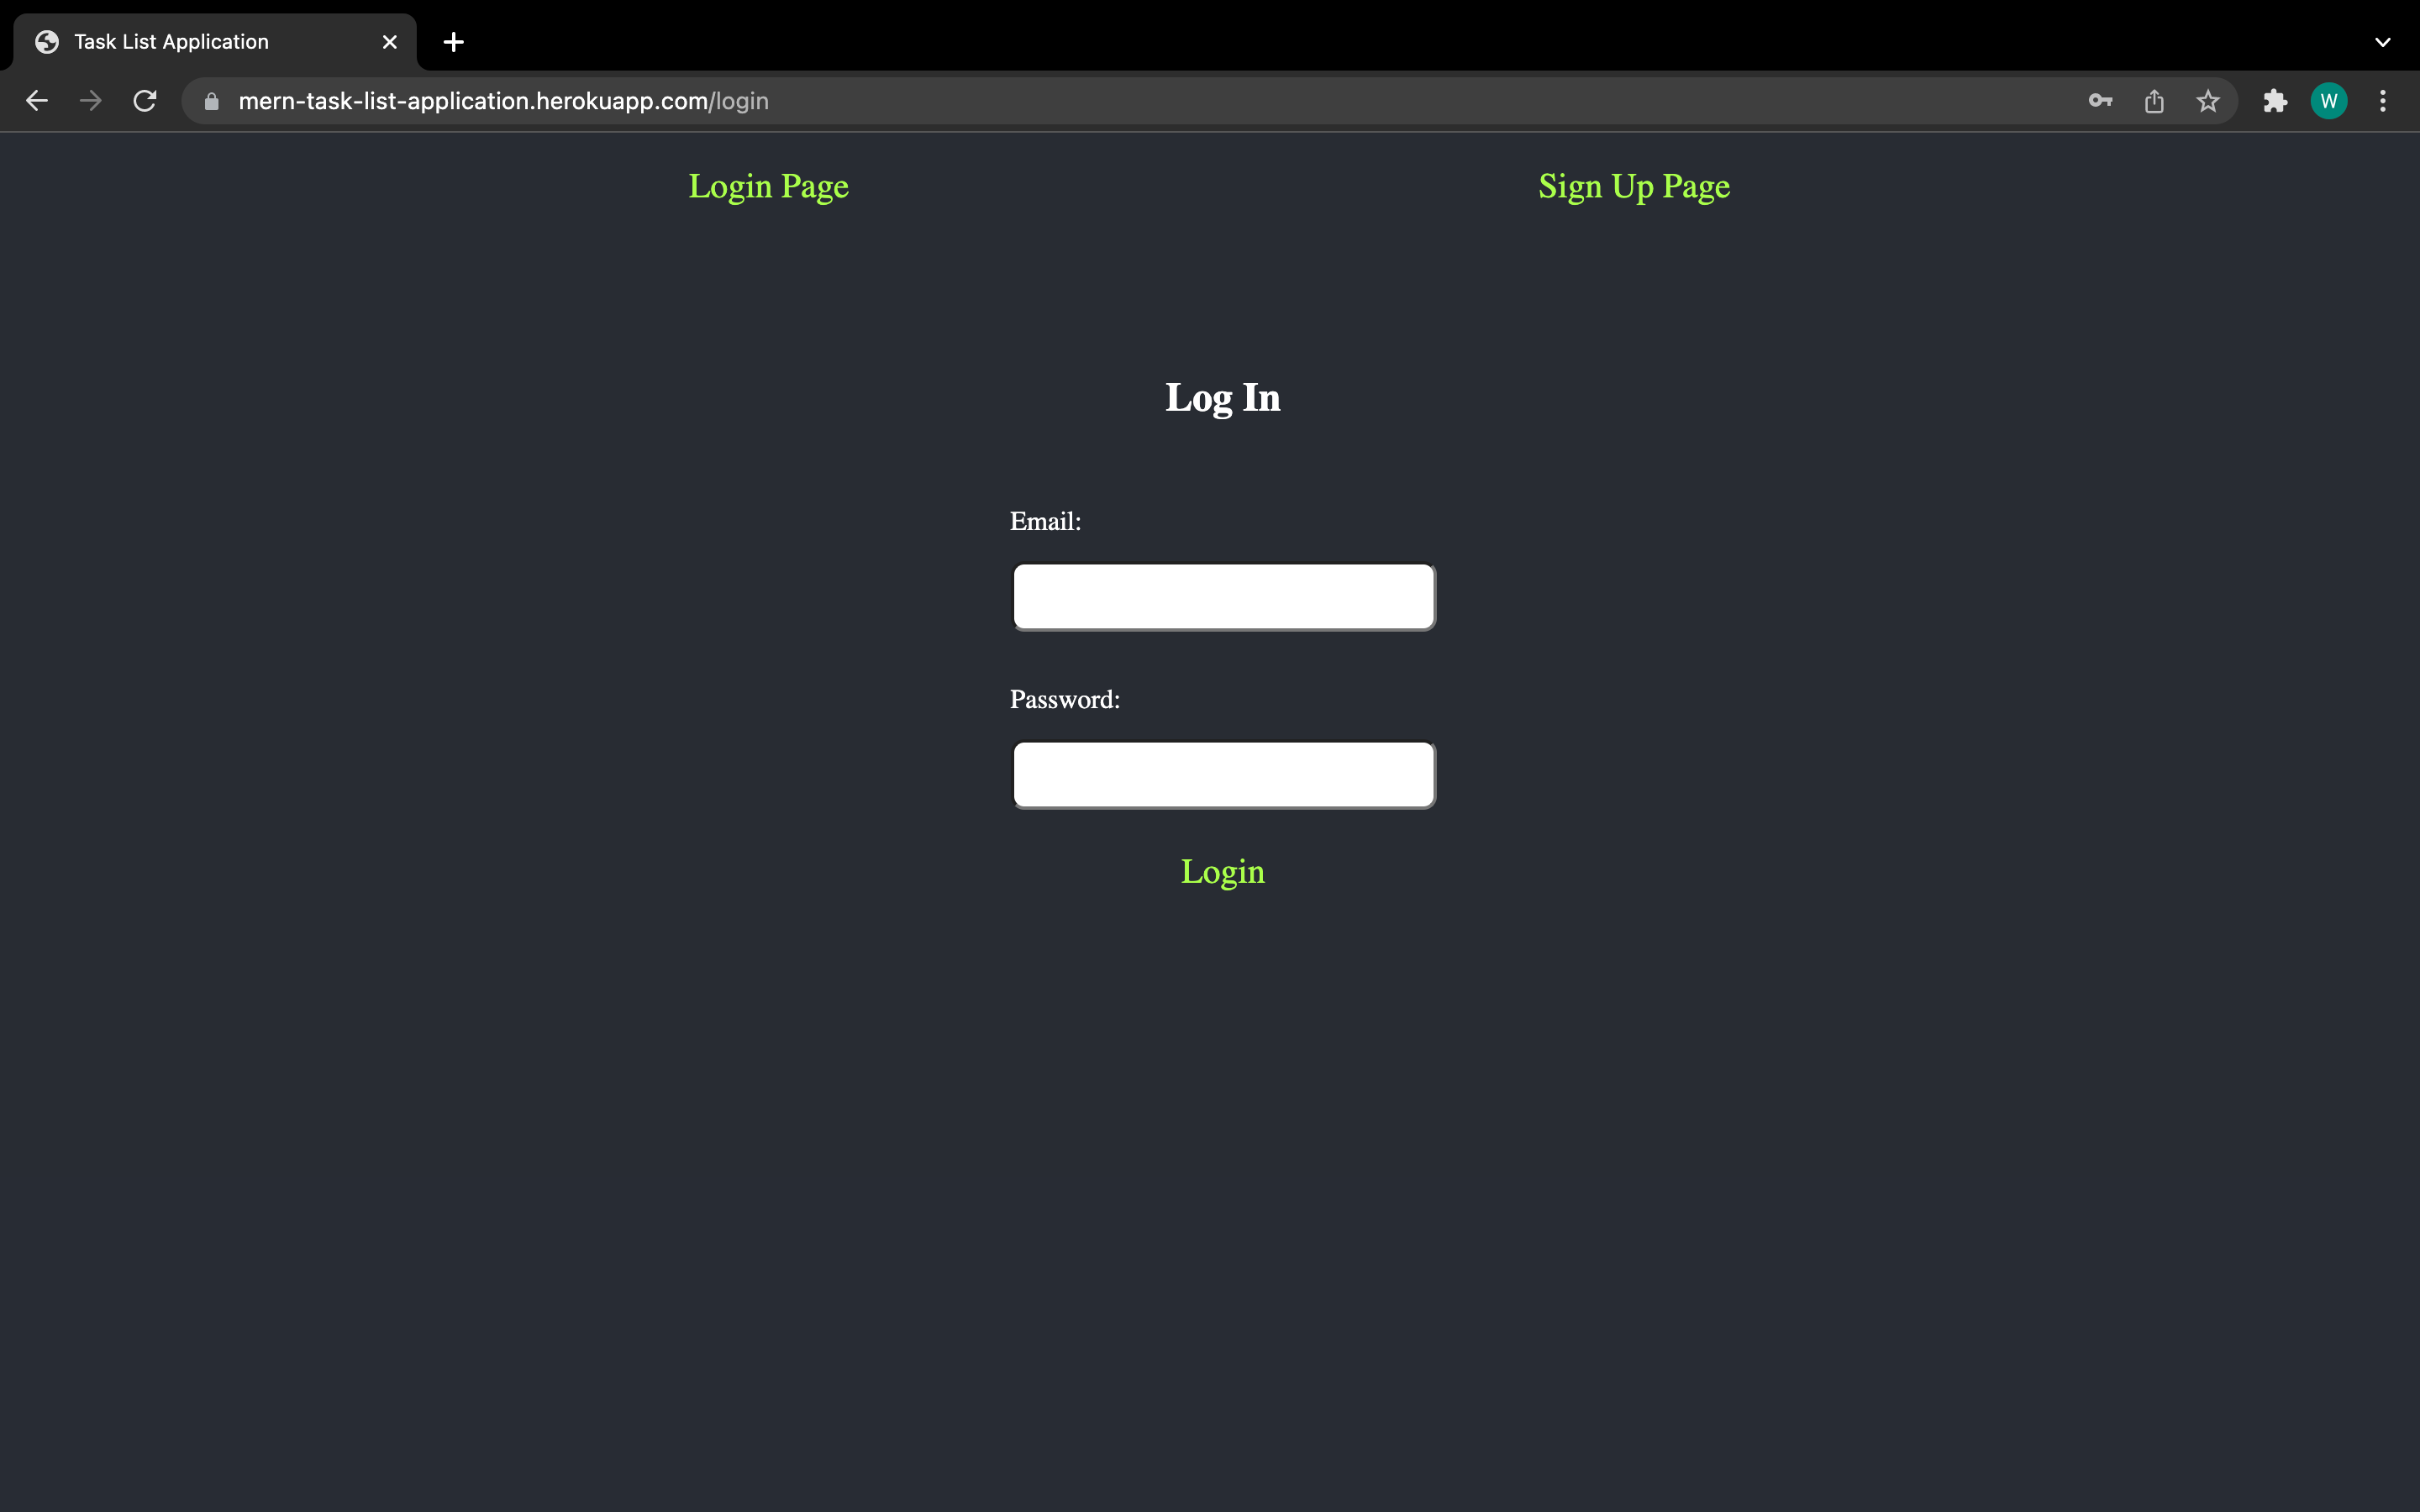 Task List Application
mern-task-list-application.herokuapp.com/login
W
Login Page
Sign Up Page
Log In
Email:
Password:
Login